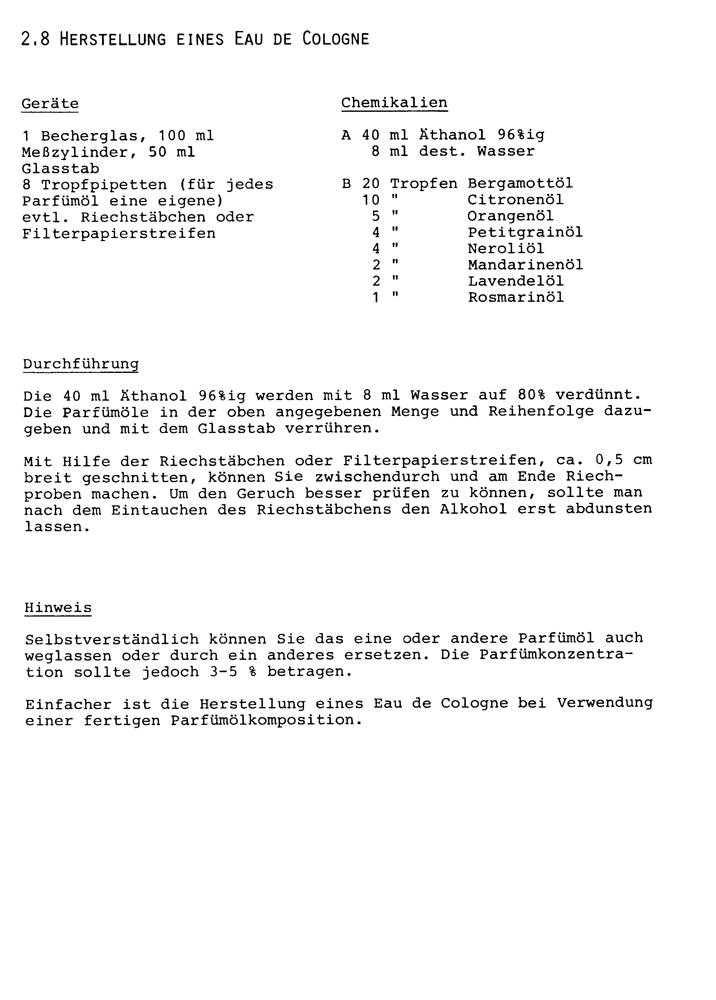 2.8 HERSTELLUNG EINES EAU DE COLOGNE
Geräte
1 Becherglas, 100 ml
Meßzylinder, 50 ml
Glasstab
8 Tropfpipetten (für jedes
Parfümöl eine eigene)
evtl. Riechstäbchen oder
Filterpapierstreifen
Chemikalien
A 40 ml Äthanol 96%ig
8 ml dest. Wasser
B 20 Tropfen Bergamottöl
10 " Citronenöl
5 " Orangenöl
4 " Petitgrainöl
4 " Neroliöl
2 " Mandarinenöl
2 " Lavendelöl
1 " Rosmarinöl
Durchführung
Die 40 ml Äthanol 96%ig werden mit 8 ml Wasser auf 80% verdünnt.
Die Parfümöle in der oben angegebenen Menge und Reihenfolge dazu-
geben und mit dem Glasstab verrühren.
Mit Hilfe der Riechstäbchen oder Filterpapierstreifen, ca. 0,5 cm
breit geschnitten, können Sie zwischendurch und am Ende Riech-
proben machen. Um den Geruch besser prüfen zu können, sollte man
nach dem Eintauchen des Riechstäbchens den Alkohol erst abdunsten
lassen.
Hinweis
Selbstverständlich können Sie das eine oder andere Parfümöl auch
weglassen oder durch ein anderes ersetzen. Die Parfümkonzentra-
tion sollte jedoch 3-5 % betragen.
Einfacher ist die Herstellung eines Eau de Cologne bei Verwendung
einer fertigen Parfümölkomposition.